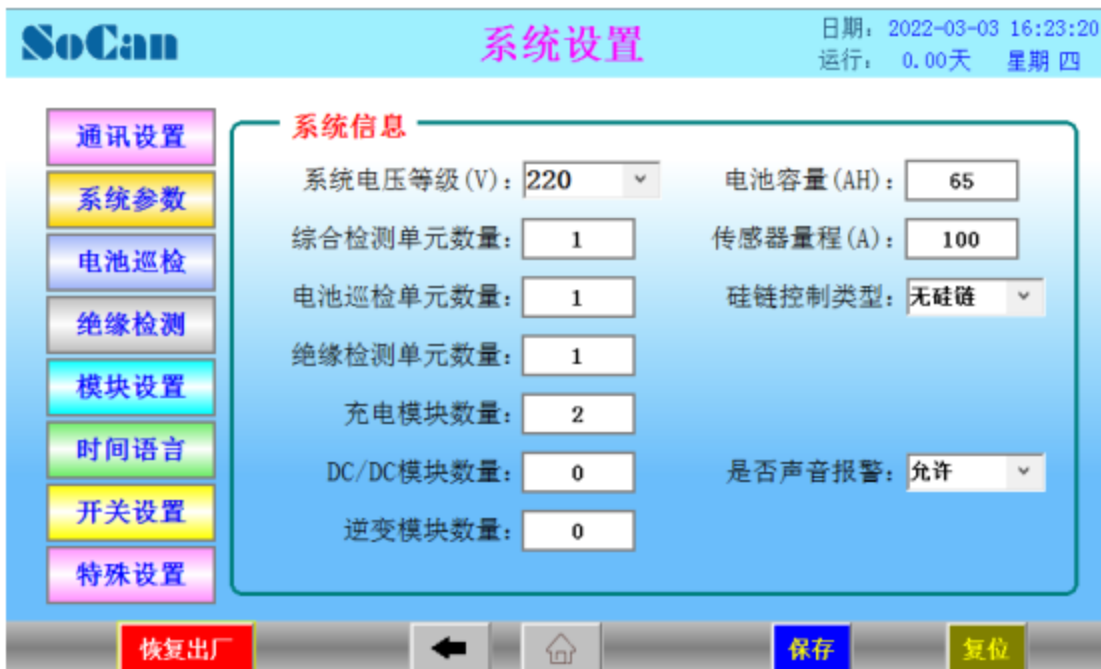 SoCan
系统设置
日期: 2022-03-03 16:23:20
运行: 0.00天 星期 四
通讯设置
系统参数
电池巡检
绝缘检测
模块设置
时间语言
开关设置
特殊设置
系统信息
系统电压等级(V): 220
电池容量(AH): 65
综合检测单元数量: 1
传感器量程(A): 100
电池巡检单元数量: 1
硅链控制类型: 无硅链
绝缘检测单元数量: 1
充电模块数量: 2
DC/DC模块数量: 0
是否声音报警: 允许
逆变模块数量: 0
恢复出厂
保存
复位